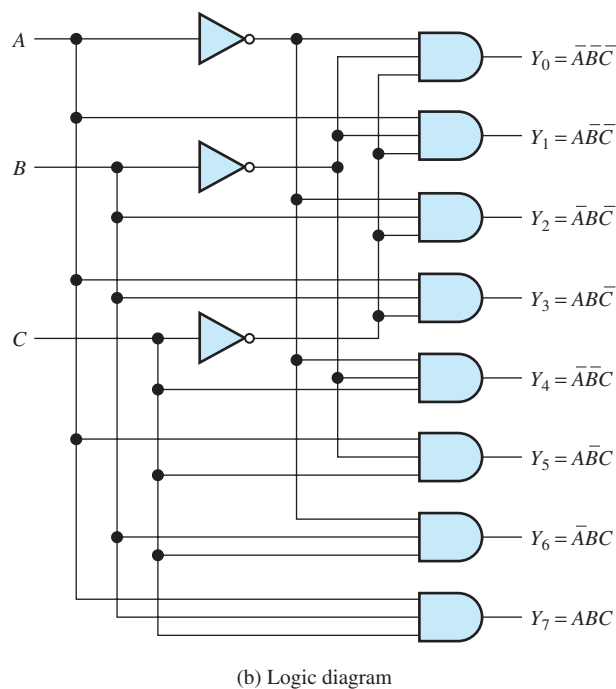 A
Y₀ = A̅B̅C̅
Y₁ = AB̅C̅
B
Y₂ = A̅BC̅
Y₃ = ABC̅
C
Y₄ = A̅B̅C
Y₅ = AB̅C
Y₆ = A̅BC
Y₇ = ABC
(b) Logic diagram